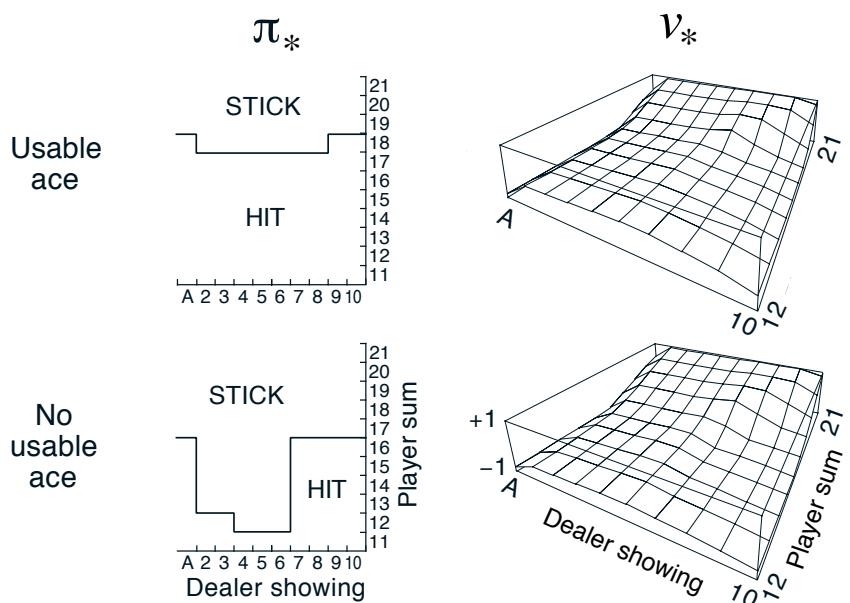 π* v*
Usable
ace
STICK
HIT
21
20
19
18
17
16
15
14
13
12
11
A 2 3 4 5 6 7 8 9 10
A
21
10
12
No
usable
ace
STICK
HIT
21
20
19
18
17
16
15
14
13
12
11
Player sum
A 2 3 4 5 6 7 8 9 10
Dealer showing
+1
−1
A
Dealer showing
10
12
Player sum
21